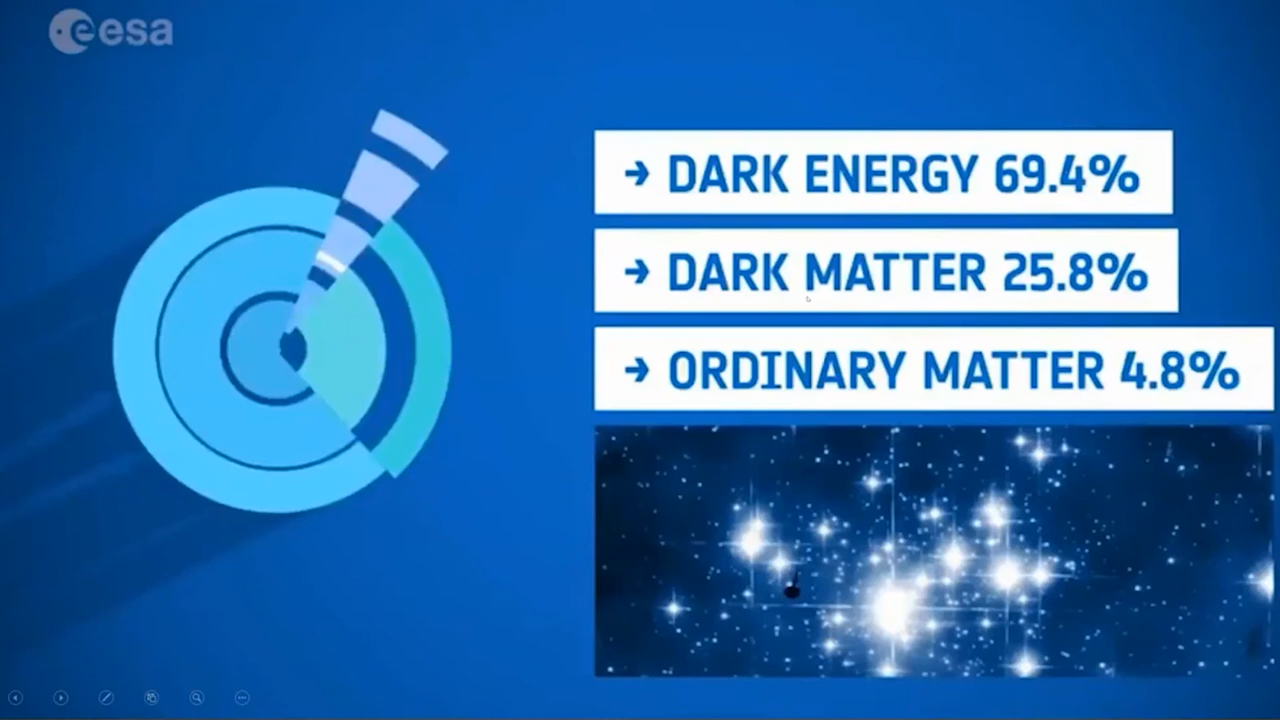 esa
→ DARK ENERGY 69.4%
→ DARK MATTER 25.8%
→ ORDINARY MATTER 4.8%